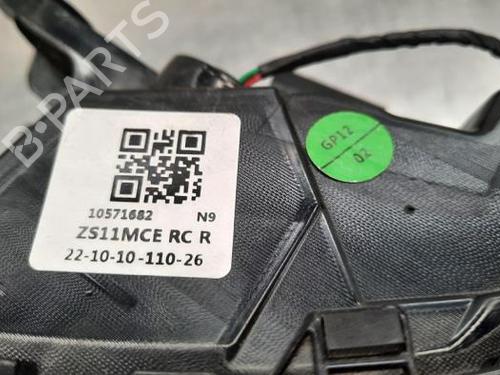 B-PARTS
10571682 N9
ZS11MCE RC R
22-10-10-110-26
GP12
02